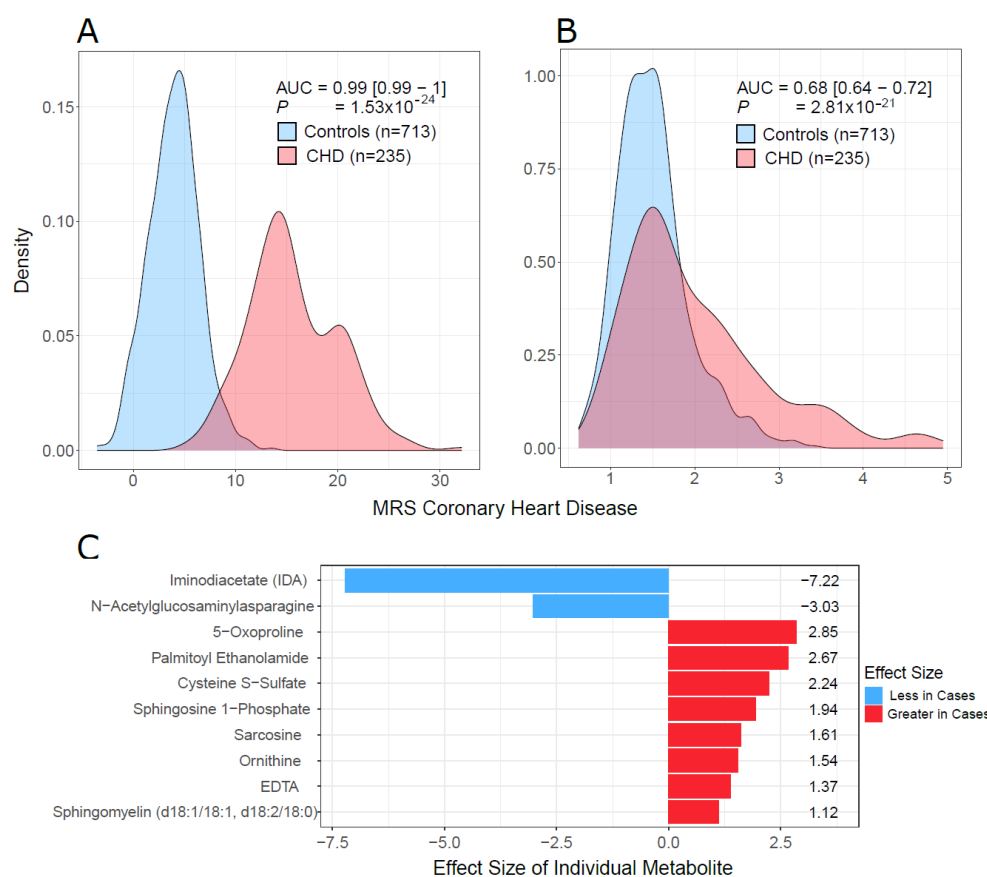 A
AUC = 0.99 [0.99 − 1]
P = 1.53x10⁻²⁴
Controls (n=713)
CHD (n=235)
0.15
0.10
0.05
0.00
Density
0 10 20 30
B
AUC = 0.68 [0.64 − 0.72]
P = 2.81x10⁻²¹
Controls (n=713)
CHD (n=235)
1.00
0.75
0.50
0.25
0.00
1 2 3 4 5
MRS Coronary Heart Disease
C
Iminodiacetate (IDA) −7.22
N−Acetylglucosaminylasparagine −3.03
5−Oxoproline 2.85
Palmitoyl Ethanolamide 2.67
Cysteine S−Sulfate 2.24
Sphingosine 1−Phosphate 1.94
Sarcosine 1.61
Ornithine 1.54
EDTA 1.37
Sphingomyelin (d18:1/18:1, d18:2/18:0) 1.12
−7.5 −5.0 −2.5 0.0 2.5
Effect Size of Individual Metabolite
Effect Size
Less in Cases
Greater in Cases